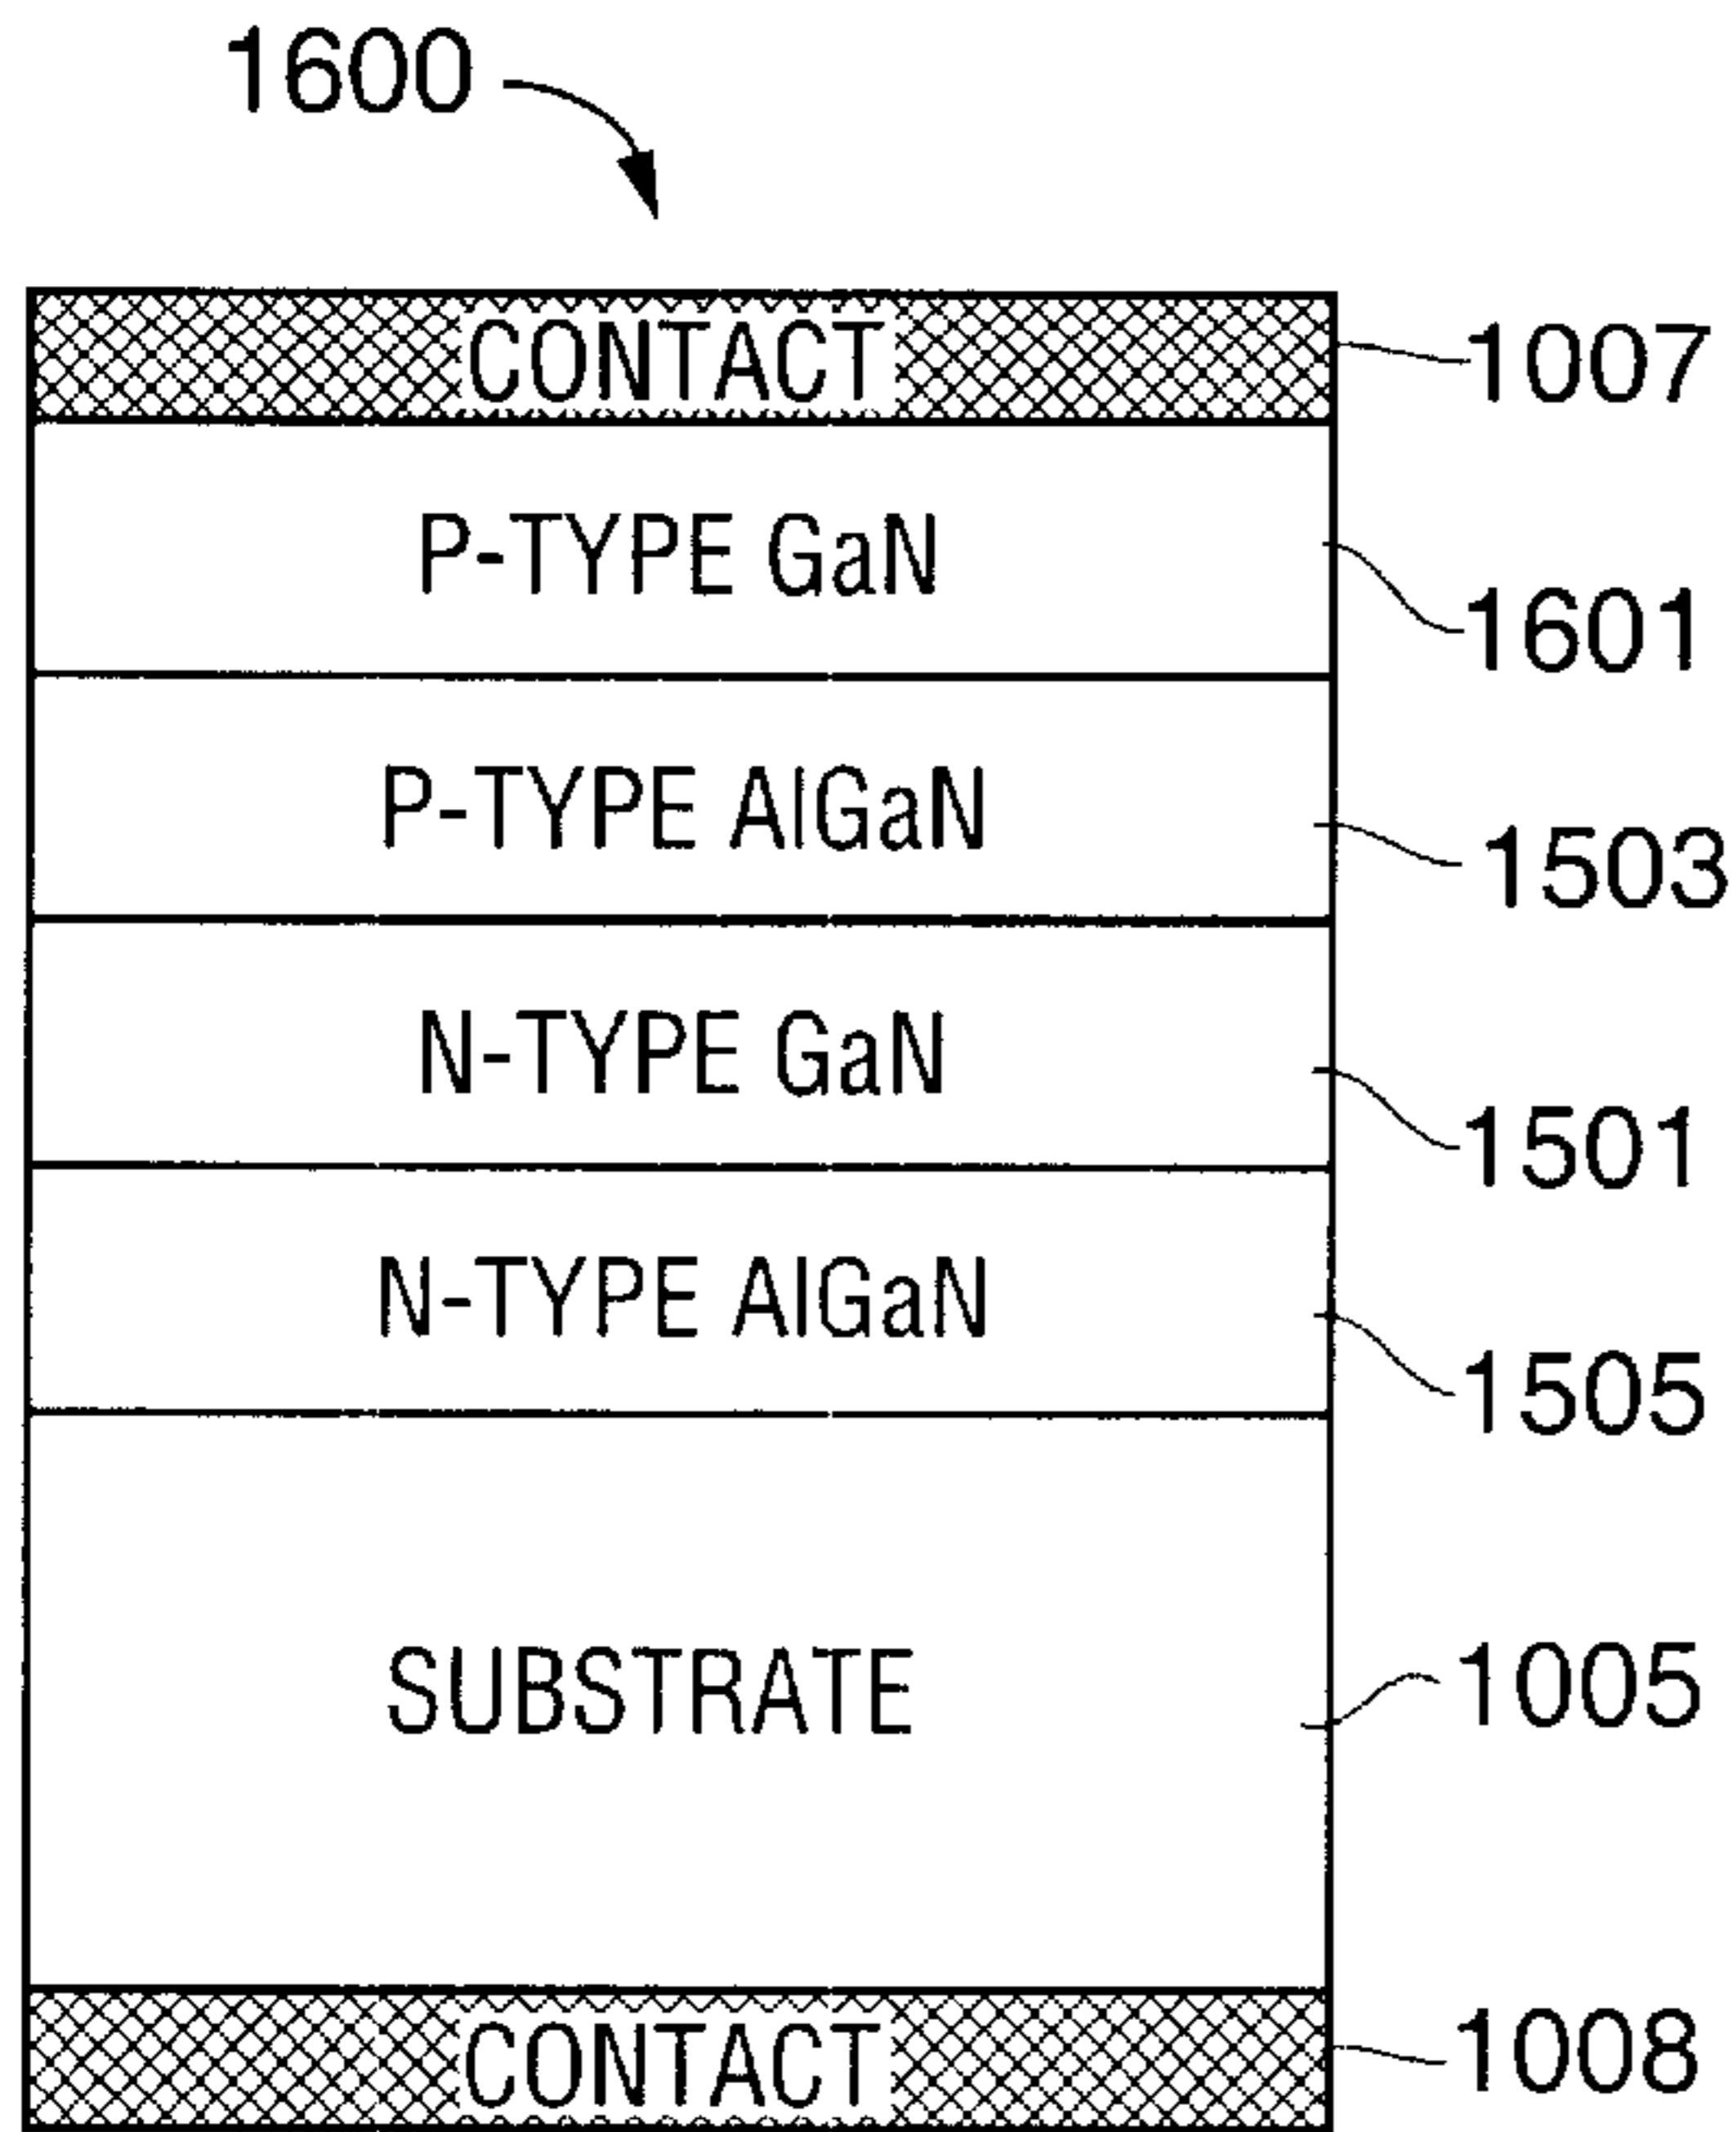 1600
CONTACT
1007
P-TYPE GaN
1601
P-TYPE AlGaN
1503
N-TYPE GaN
1501
N-TYPE AlGaN
1505
SUBSTRATE
1005
CONTACT
1008